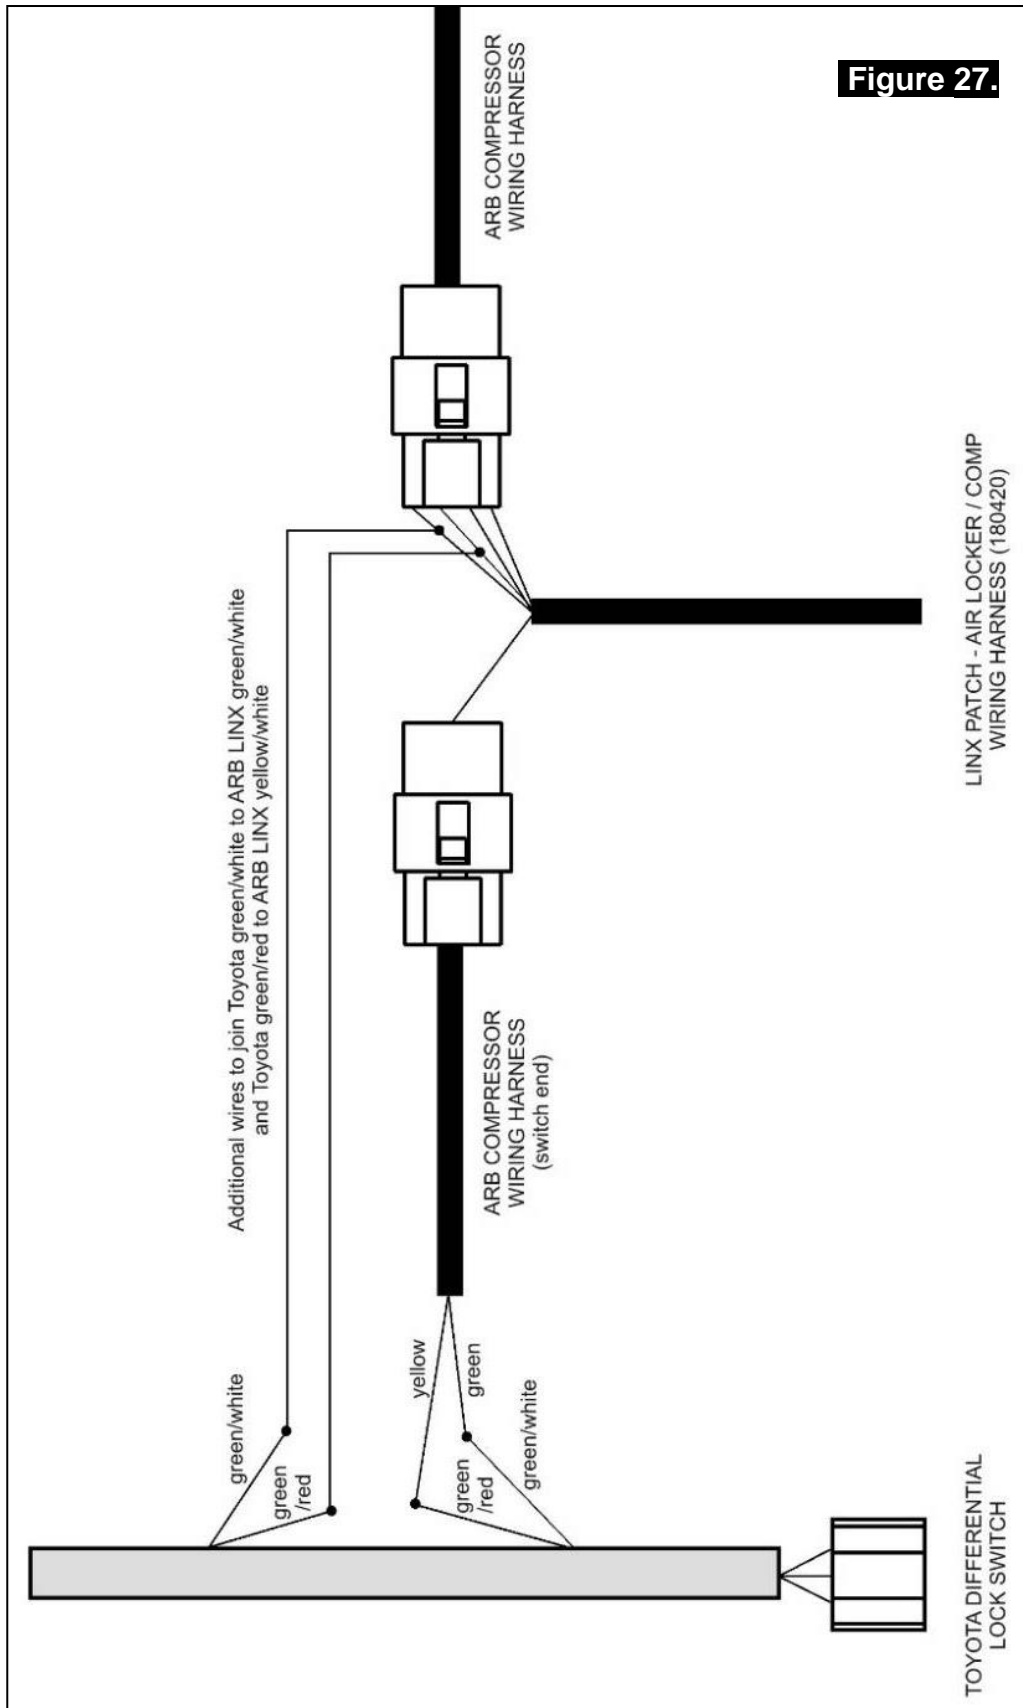 Figure 27.
Additional wires to join Toyota green/white to ARB LINX green/white
and Toyota green/red to ARB LINX yellow/white
green/white
green
/red
yellow
green
green
/red
green/white
ARB COMPRESSOR
WIRING HARNESS
(switch end)
ARB COMPRESSOR
WIRING HARNESS
TOYOTA DIFFERENTIAL
LOCK SWITCH
LINX PATCH - AIR LOCKER / COMP
WIRING HARNESS (180420)